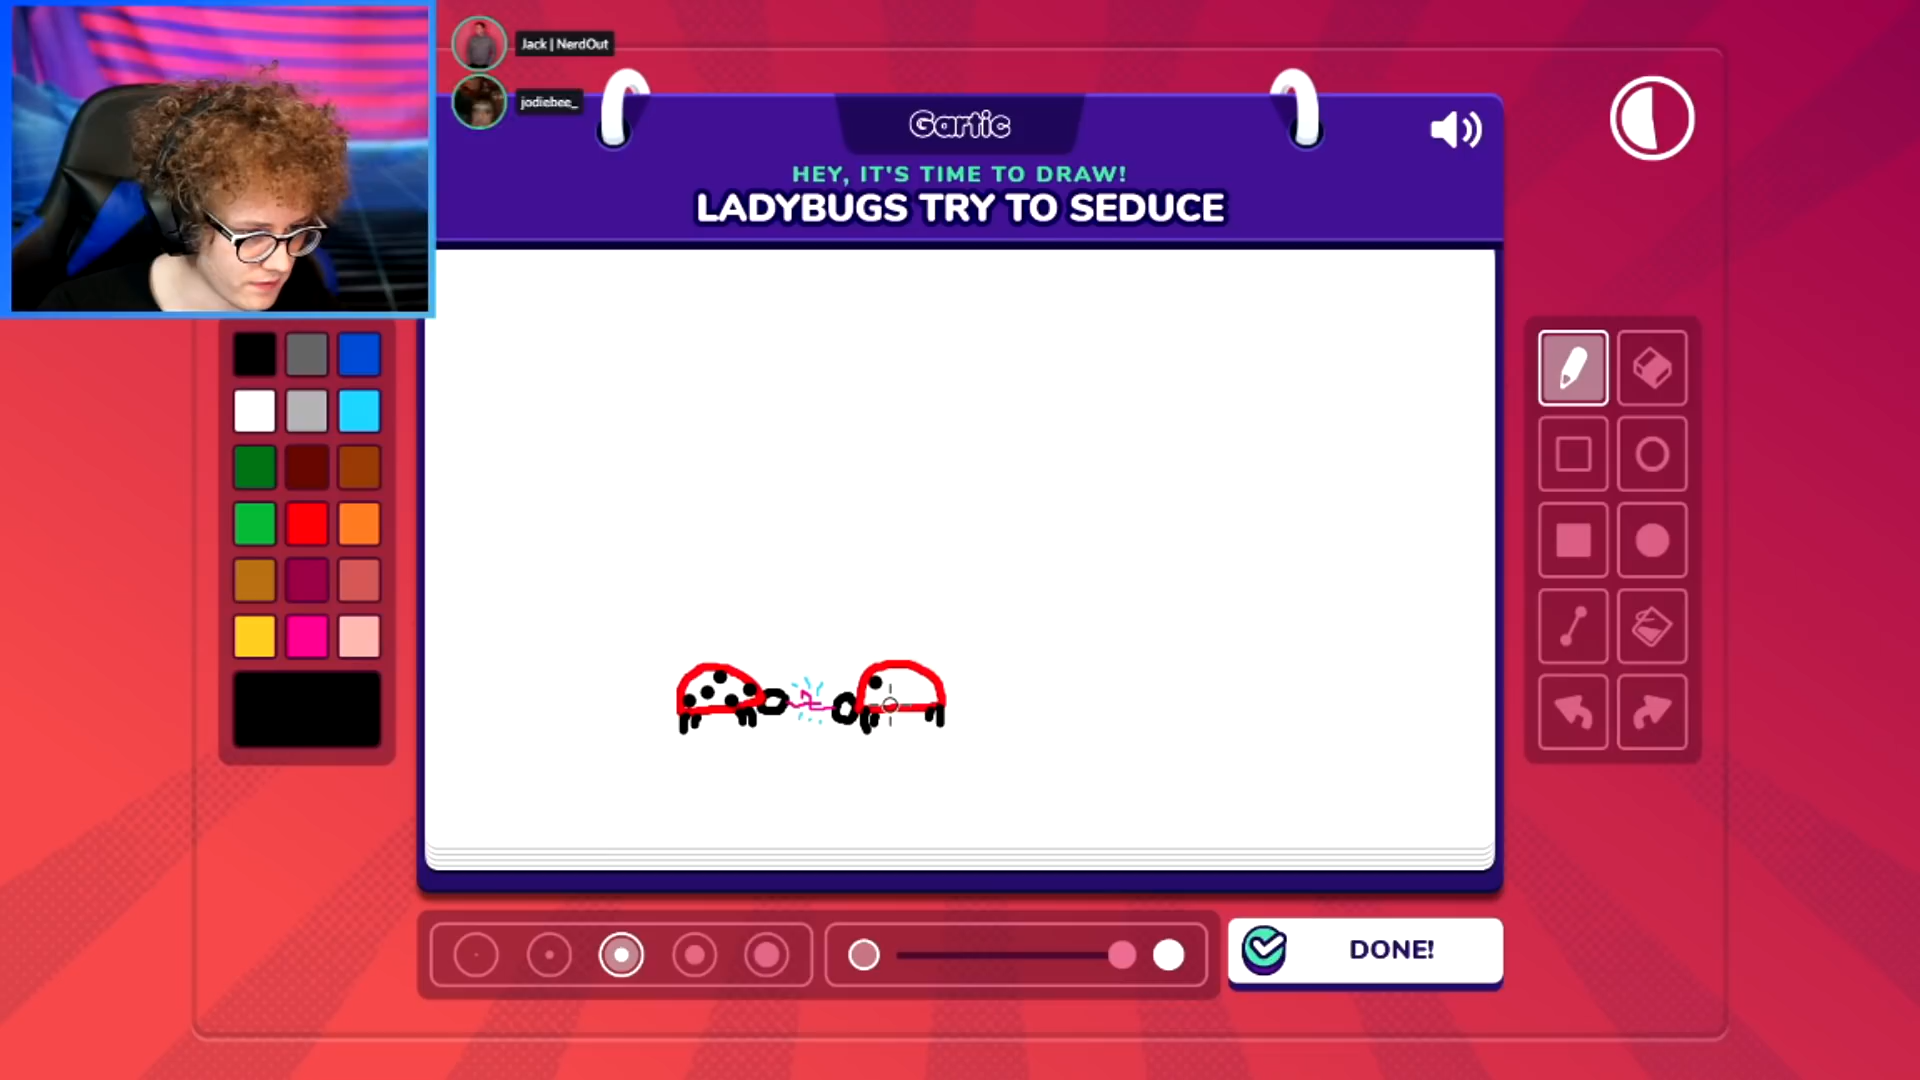 Jack | NerdOut
jodiebee_
Gartic
HEY, IT'S TIME TO DRAW!
LADYBUGS TRY TO SEDUCE
DONE!